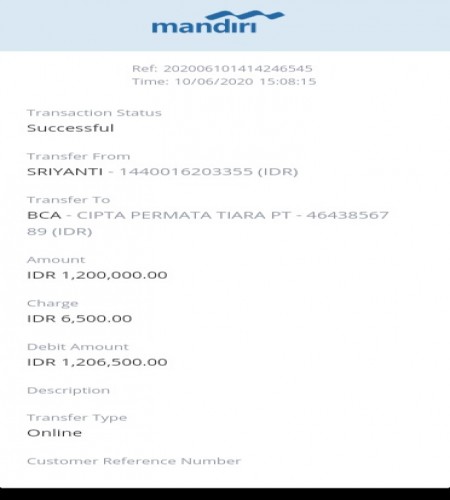 mandiri
Ref: 202006101414246545
Time: 10/06/2020 15:08:15
Transaction Status
Successful
Transfer From
SRIYANTI - 1440016203355 (IDR)
Transfer To
BCA - CIPTA PERMATA TIARA PT - 46438567
89 (IDR)
Amount
IDR 1,200,000.00
Charge
IDR 6,500.00
Debit Amount
IDR 1,206,500.00
Description
Transfer Type
Online
Customer Reference Number